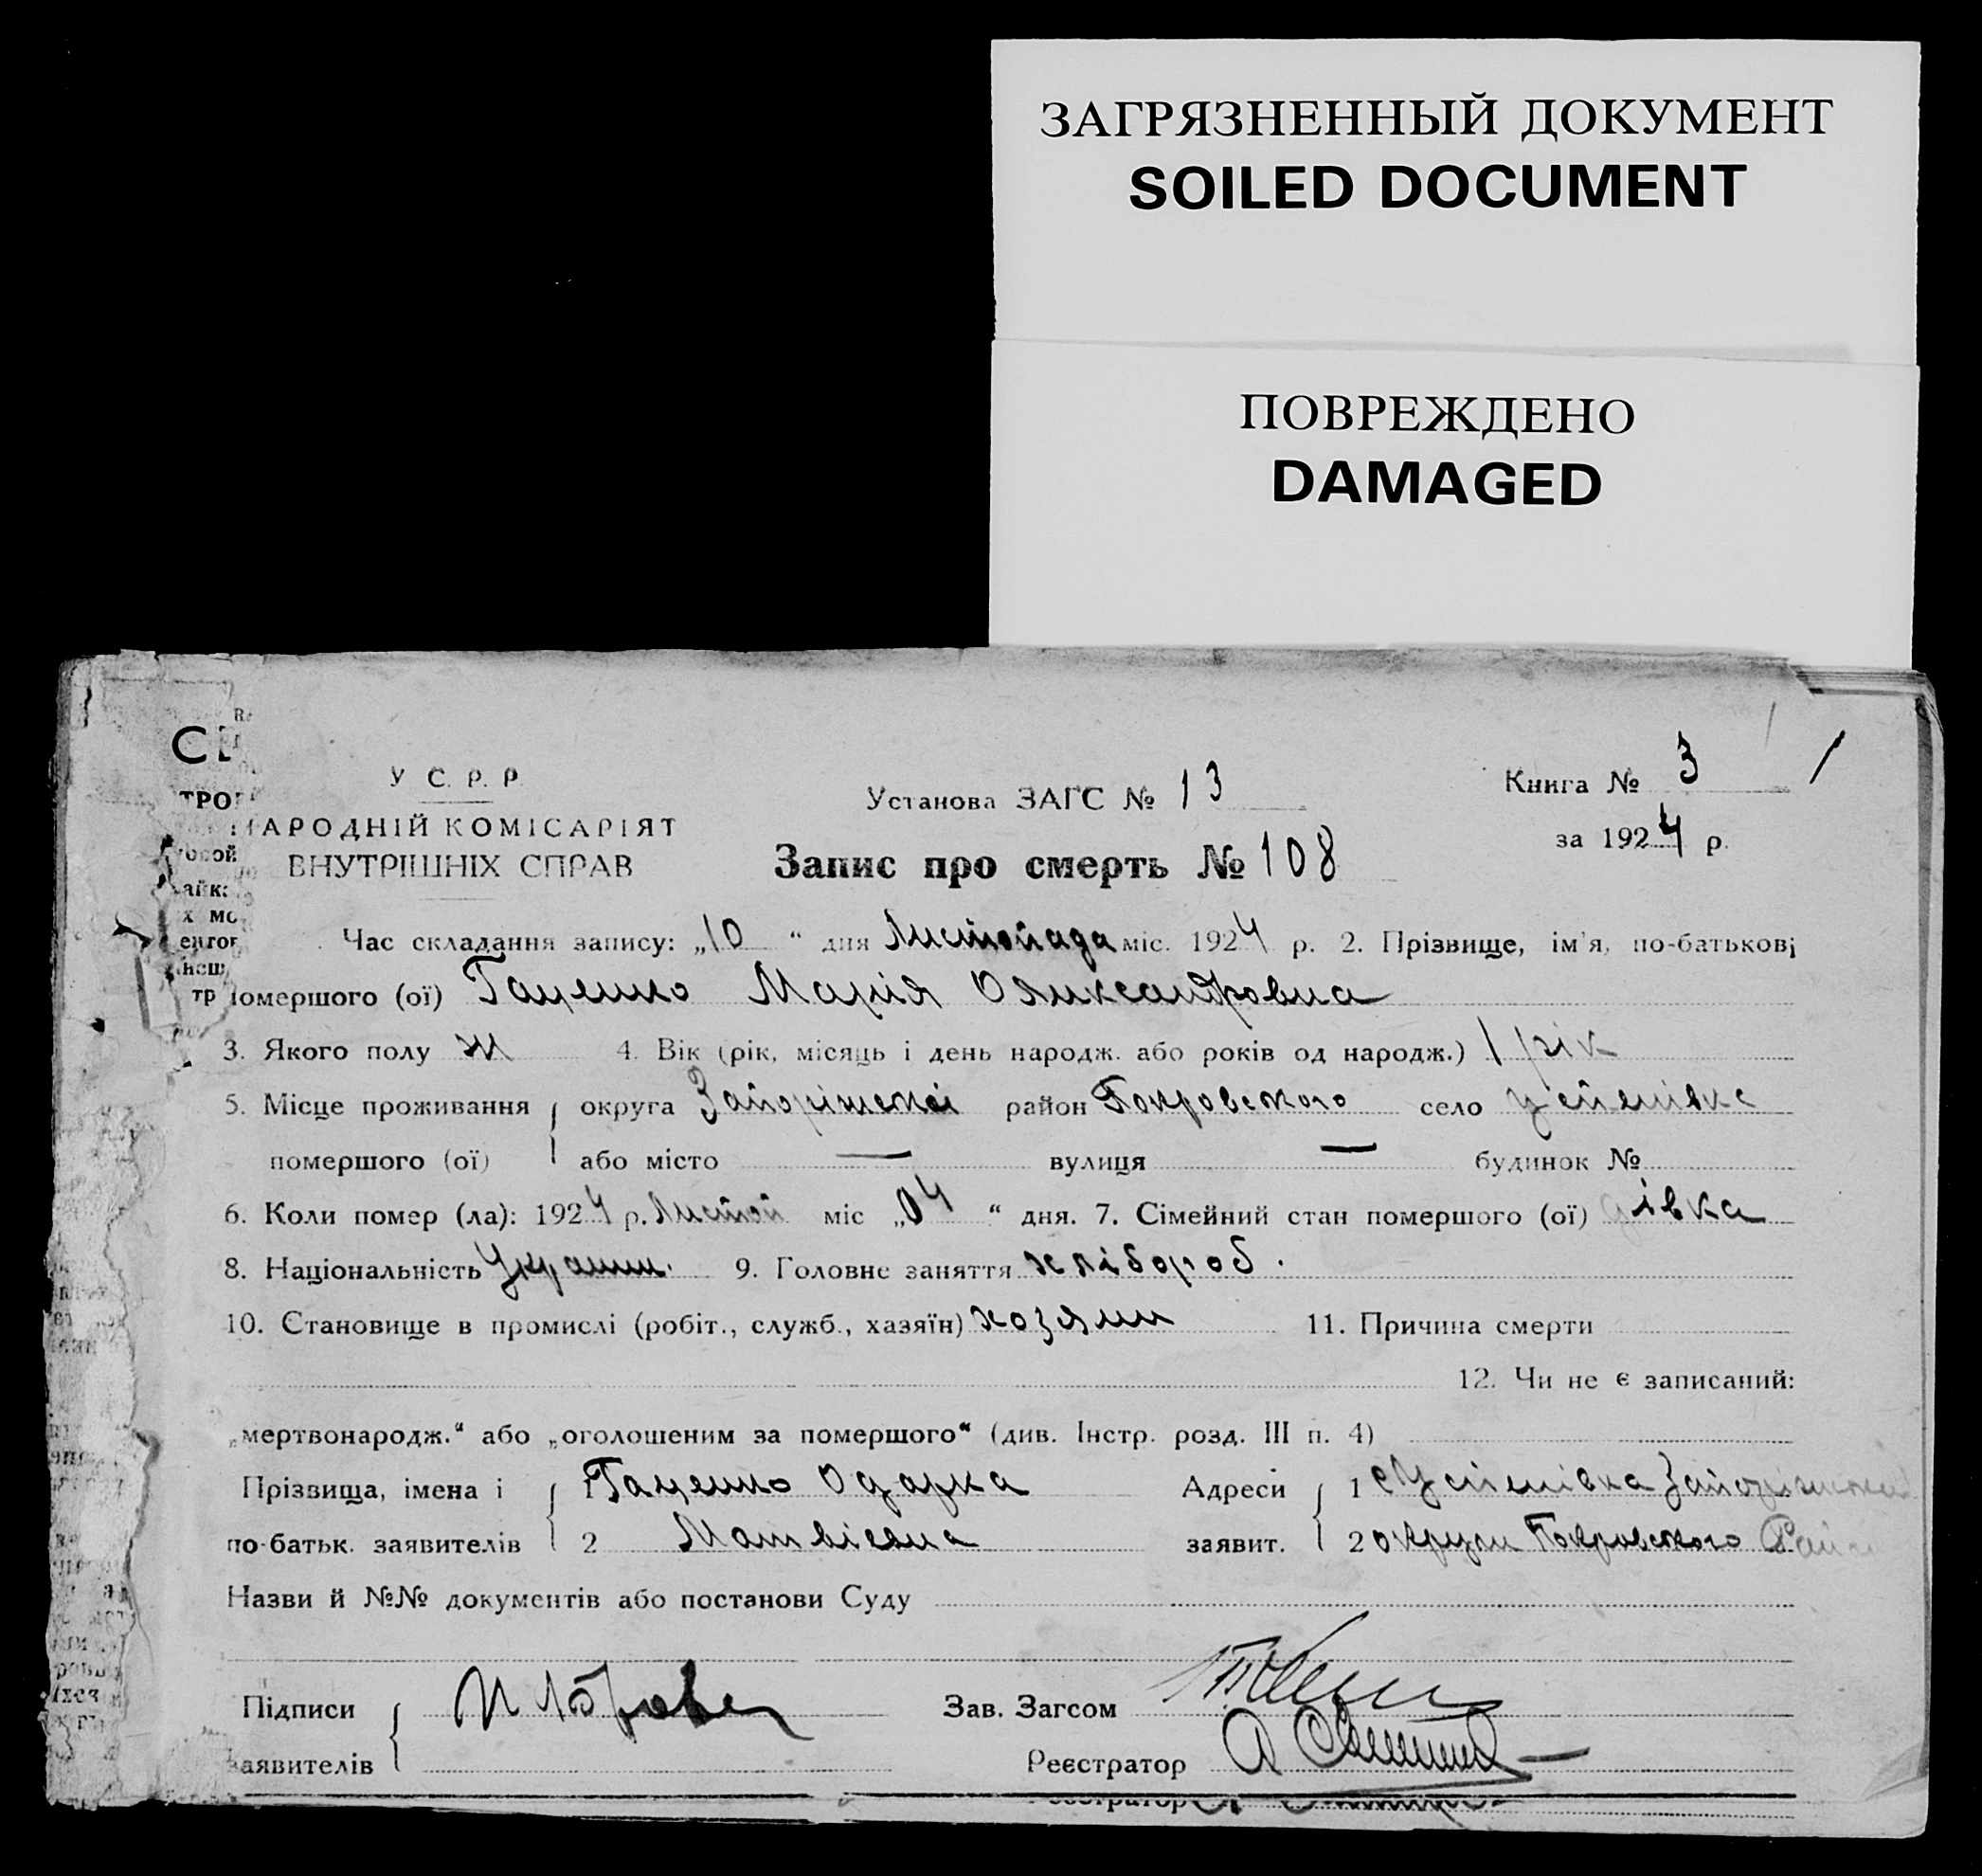 ЗАГРЯЗНЕННЫЙ ДОКУМЕНТ
SOILED DOCUMENT
ПОВРЕЖДЕНО
DAMAGED
У С. Р. Р.
НАРОДНІЙ КОМІСАРІЯТ
ВНУТРІШНІХ СПРАВ
Установа ЗАГС № 13
Книга № 3
за 1924 р.
Запис про смерть № 108
Час складання запису: „10“ дня Листопада міс. 1924 р. 2. Прізвище, ім'я, по-батькові
помершого (ої) Гаценко Марія Олександровна
3. Якого полу ж 4. Вік (рік, місяць і день народж. або років од народж.) 1 рік
5. Місце проживання округа Запоріжскої район Покровського село Успенівка
помершого (ої) або місто — вулиця — будинок №
6. Коли помер (ла): 1924 р. Листоп міс „04“ дня. 7. Сімейний стан помершого (ої) дівка
8. Національність Украин. 9. Головне заняття хлібороб.
10. Становище в промислі (робіт., служб., хазяїн) хозяин 11. Причина смерти
12. Чи не є записаний:
„мертвонародж.“ або „оголошеним за помершого“ (див. Інстр. розд. III п. 4)
Прізвища, імена і 1 Гаценко Одарка Адреси 1 с Успенівка
по-батьк. заявителів 2 Матвієвна заявит. 2 округи Покровського
Назви й №№ документів або постанови Суду
Підписи Зав. Загсом
заявителів Реєстратор